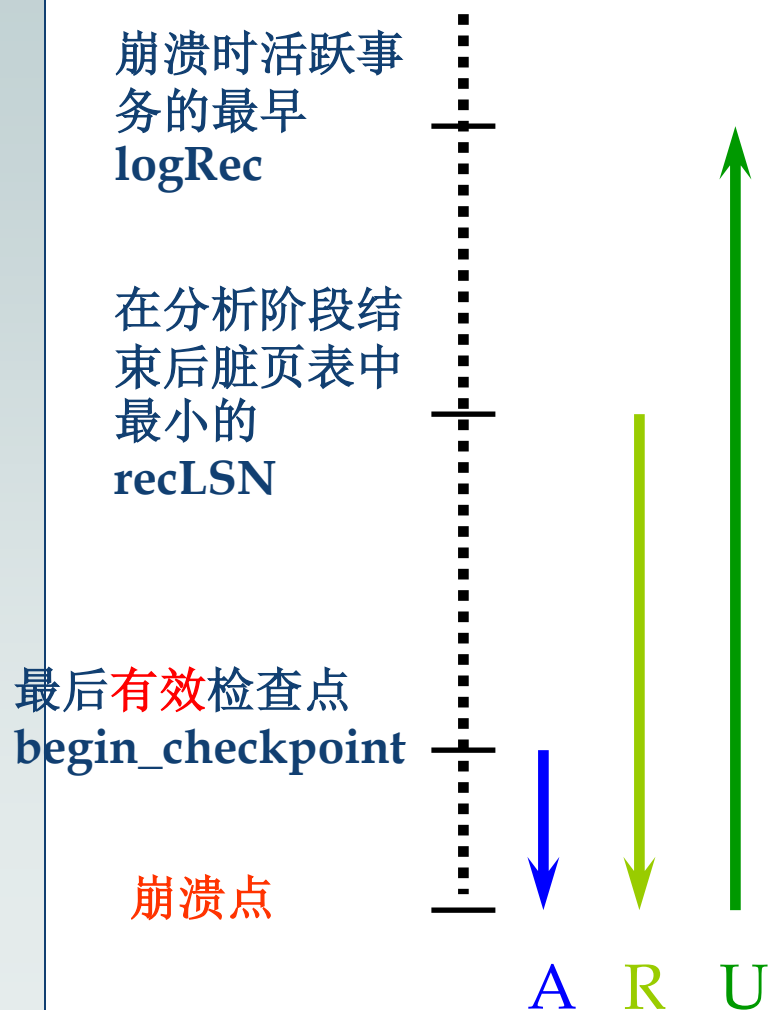 崩溃时活跃事
务的最早
logRec
在分析阶段结
束后脏页表中
最小的
recLSN
最后有效检查点
begin_checkpoint
崩溃点
A R U